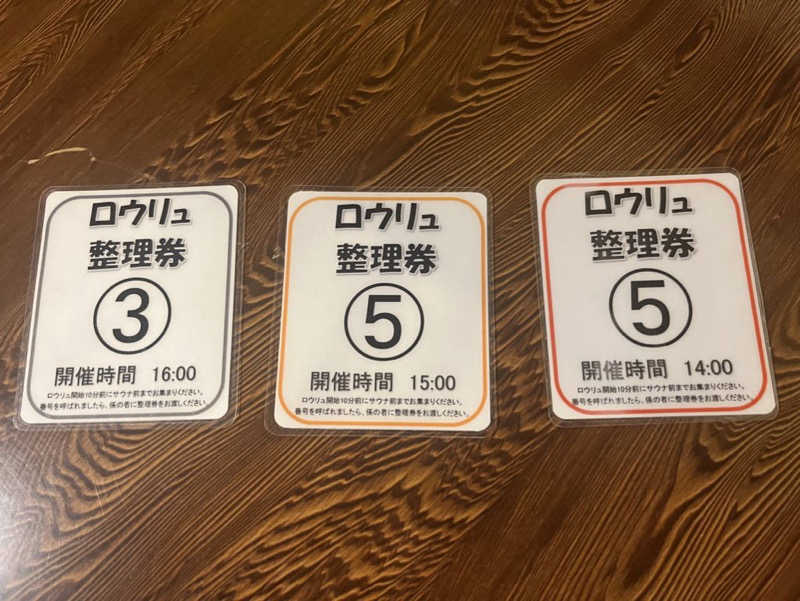 ロウリュ
整理券
③
開催時間 16:00
ロウリュ開始10分前にサウナ前までお集まりください。
番号を呼ばれましたら、係の者に整理券をお渡しください
ロウリュ
整理券
⑤
開催時間 15:00
ロウリュ開始10分前にサウナ前までお集まりください。
番号を呼ばれましたら、係の者に整理券をお渡しください
ロウリュ
整理券
⑤
開催時間 14:00
ロウリュ開始10分前にサウナ前までお集まりください。
番号を呼ばれましたら、係の者に整理券をお渡しください